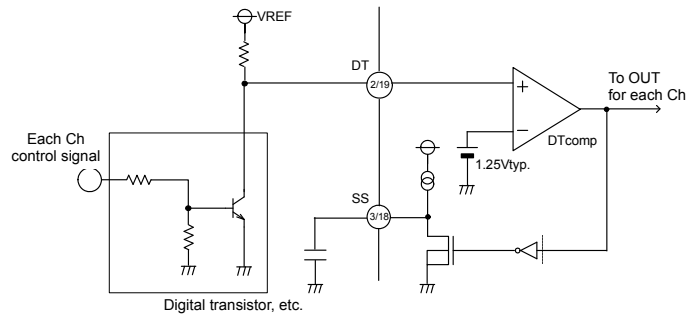 VREF
DT
2/19
To OUT
for each Ch
+
−
DTcomp
Each Ch
control signal
1.25Vtyp.
SS
3/18
Digital transistor, etc.